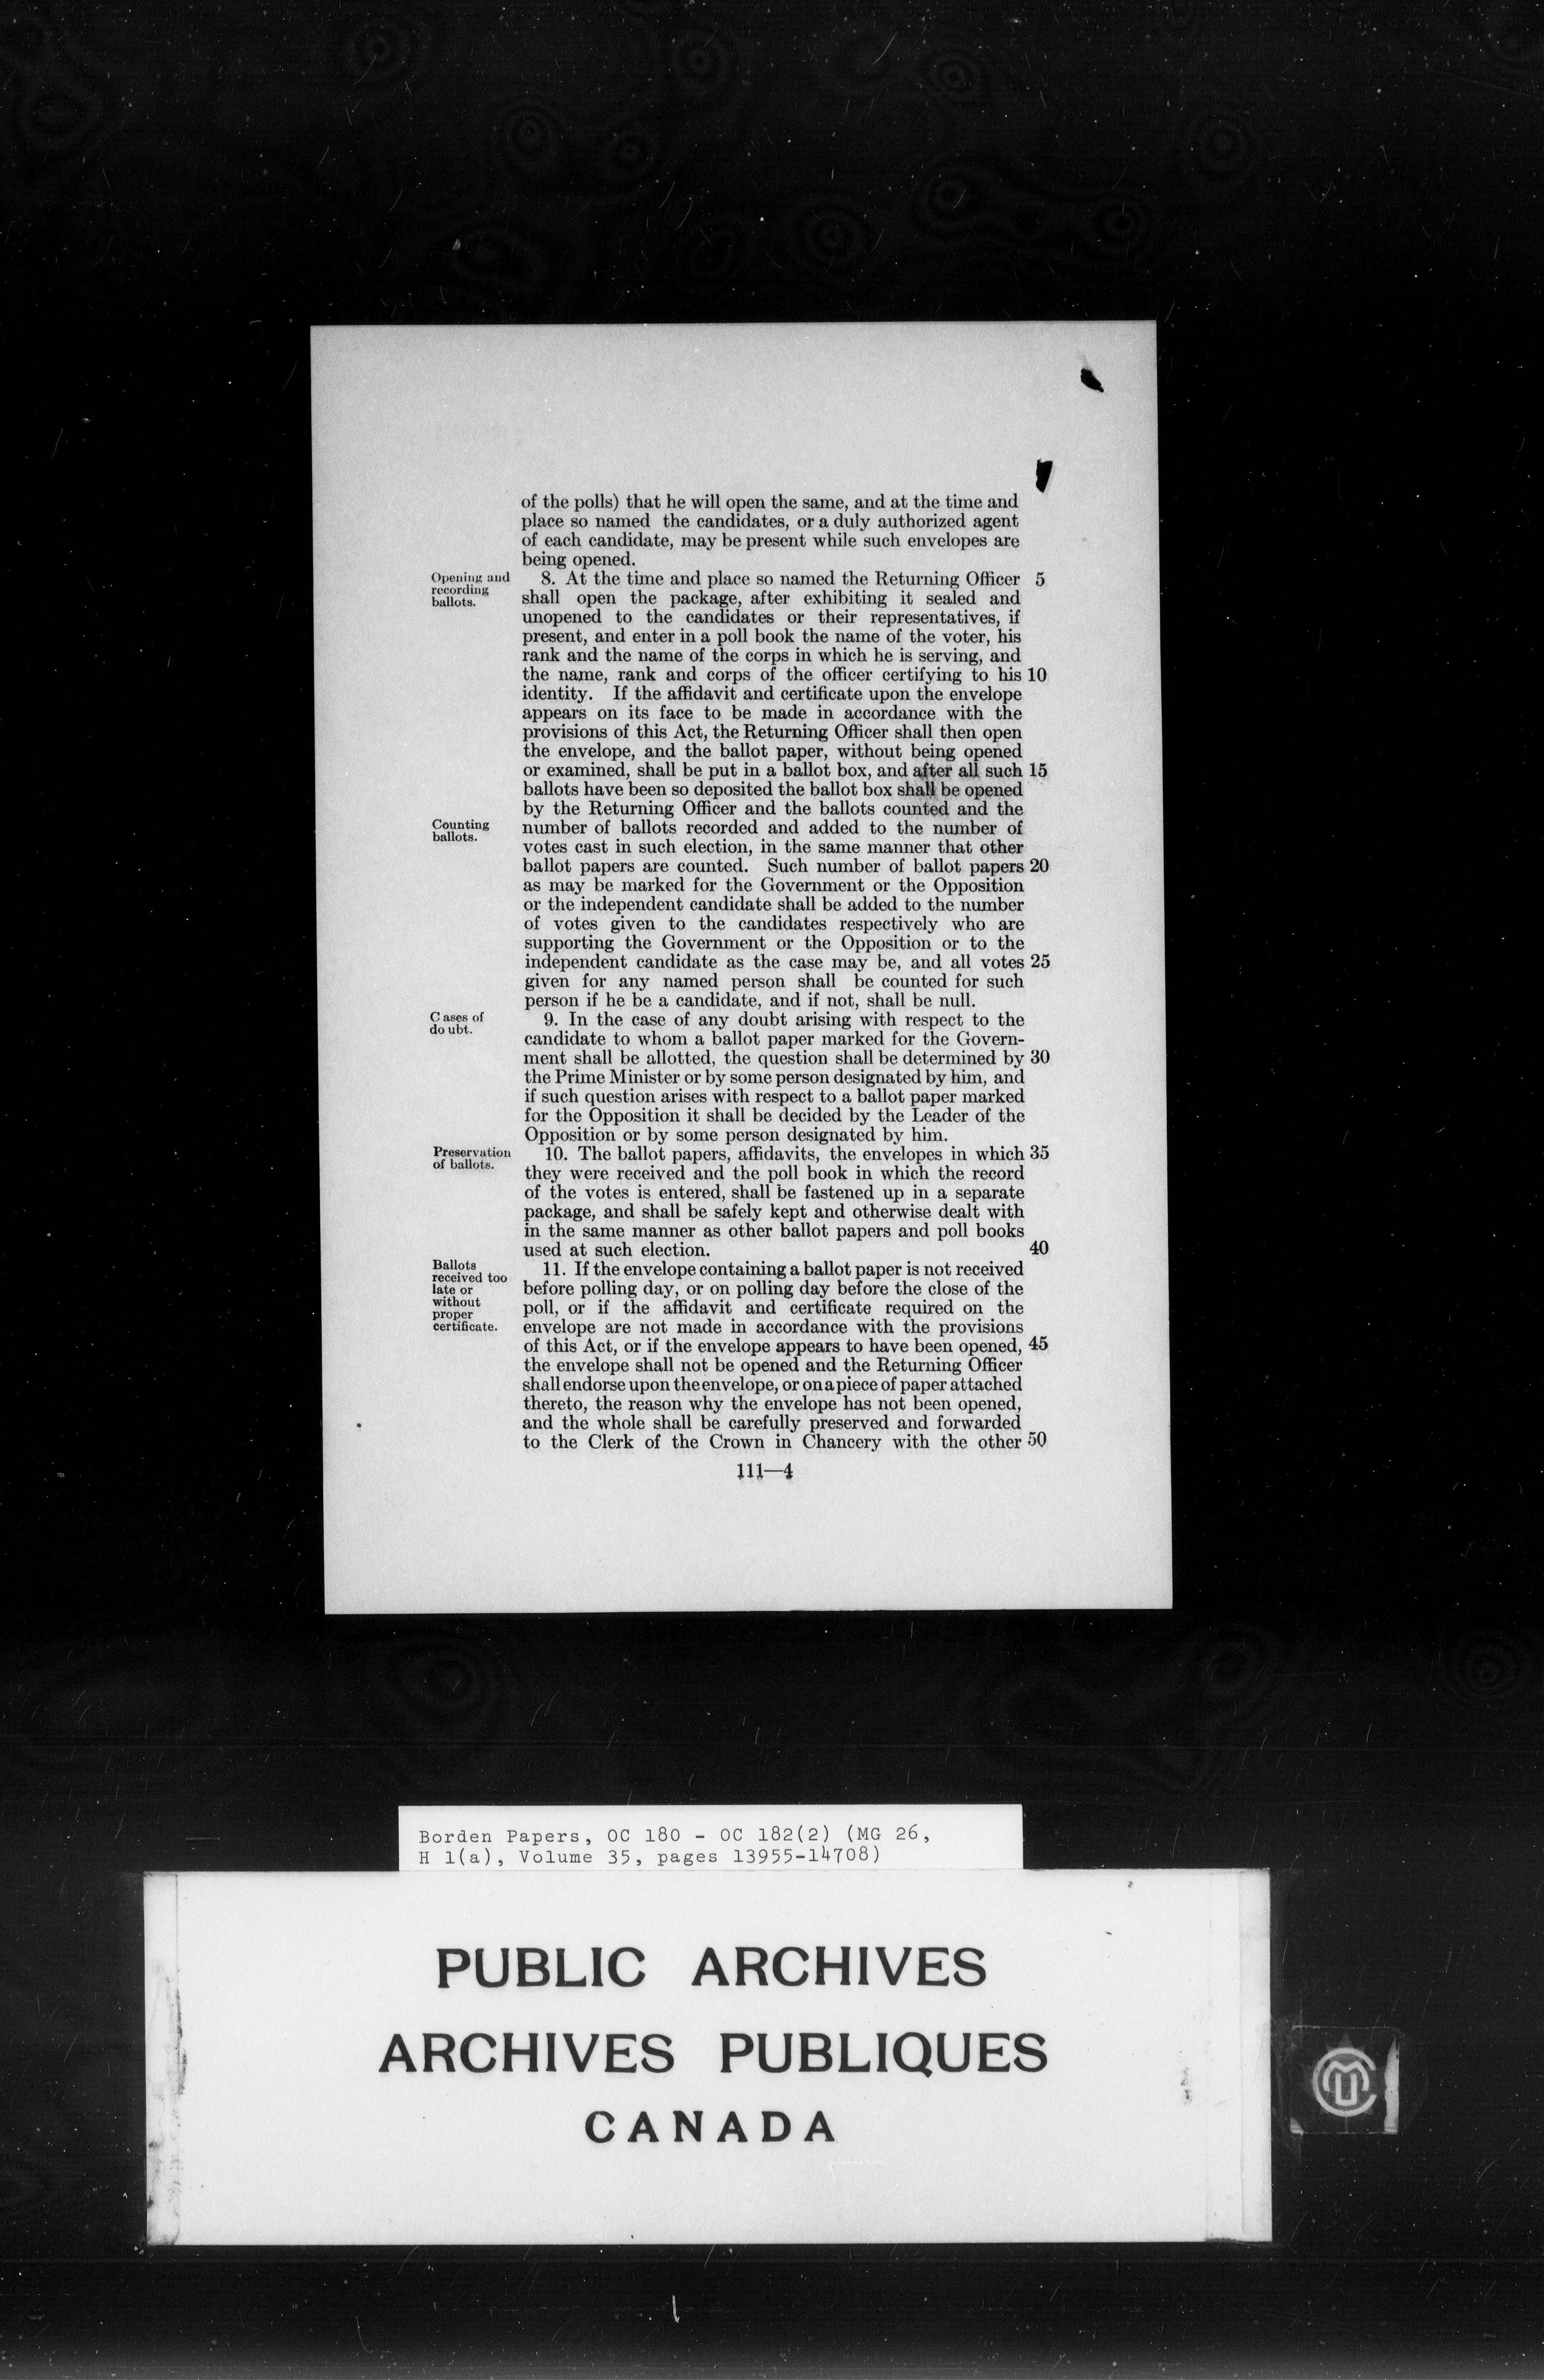 of the polls) that he will open the same, and at the time and
place so named the candidates, or a duly authorized agent
of each candidate, may be present while such envelopes are
being opened.
Opening and
recording
ballots.
8. At the time and place so named the Returning Officer 5
shall open the package, after exhibiting it sealed and
unopened to the candidates or their representatives, if
present, and enter in a poll book the name of the voter, his
rank and the name of the corps in which he is serving, and
the name, rank and corps of the officer certifying to his 10
identity. If the affidavit and certificate upon the envelope
appears on its face to be made in accordance with the
provisions of this Act, the Returning Officer shall then open
the envelope, and the ballot paper, without being opened
or examined, shall be put in a ballot box, and after all such 15
ballots have been so deposited the ballot box shall be opened
by the Returning Officer and the ballots counted and the
Counting
ballots.
number of ballots recorded and added to the number of
votes cast in such election, in the same manner that other
ballot papers are counted. Such number of ballot papers 20
as may be marked for the Government or the Opposition
or the independent candidate shall be added to the number
of votes given to the candidates respectively who are
supporting the Government or the Opposition or to the
independent candidate as the case may be, and all votes 25
given for any named person shall be counted for such
person if he be a candidate, and if not, shall be null.
C ases of
do ubt.
9. In the case of any doubt arising with respect to the
candidate to whom a ballot paper marked for the Govern-
ment shall be allotted, the question shall be determined by 30
the Prime Minister or by some person designated by him, and
if such question arises with respect to a ballot paper marked
for the Opposition it shall be decided by the Leader of the
Opposition or by some person designated by him.
Preservation
of ballots.
10. The ballot papers, affidavits, the envelopes in which 35
they were received and the poll book in which the record
of the votes is entered, shall be fastened up in a separate
package, and shall be safely kept and otherwise dealt with
in the same manner as other ballot papers and poll books
used at such election. 40
Ballots
received too
late or
without
proper
certificate.
11. If the envelope containing a ballot paper is not received
before polling day, or on polling day before the close of the
poll, or if the affidavit and certificate required on the
envelope are not made in accordance with the provisions
of this Act, or if the envelope appears to have been opened, 45
the envelope shall not be opened and the Returning Officer
shall endorse upon the envelope, or on a piece of paper attached
thereto, the reason why the envelope has not been opened,
and the whole shall be carefully preserved and forwarded
to the Clerk of the Crown in Chancery with the other 50
111—4
Borden Papers, OC 180 - OC 182(2) (MG 26,
H 1(a), Volume 35, pages 13955-14708)
PUBLIC ARCHIVES
ARCHIVES PUBLIQUES
CANADA